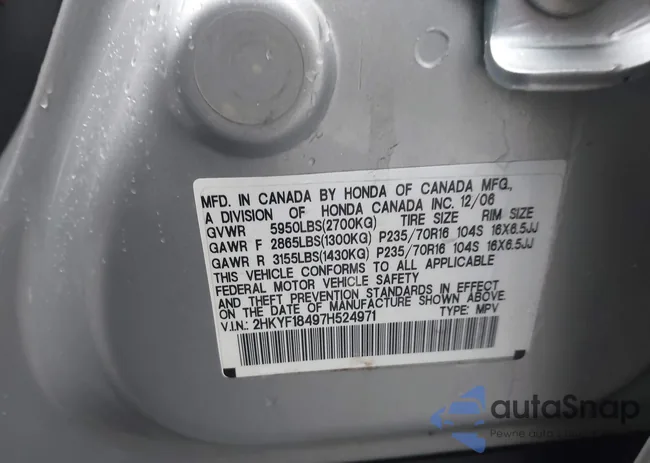 MFD. IN CANADA BY HONDA OF CANADA MFG.,
A DIVISION OF HONDA CANADA INC. 12/06
GVWR 5950LBS(2700KG) TIRE SIZE RIM SIZE
GAWR F 2865LBS(1300KG) P235/70R16 104S 16X6.5JJ
GAWR R 3155LBS(1430KG) P235/70R16 104S 16X6.5JJ
THIS VEHICLE CONFORMS TO ALL APPLICABLE
FEDERAL MOTOR VEHICLE SAFETY
AND THEFT PREVENTION STANDARDS IN EFFECT
ON THE DATE OF MANUFACTURE SHOWN ABOVE.
V.I.N.: 2HKYF18497H524971 TYPE: MPV
autaSnap
Pewne auto